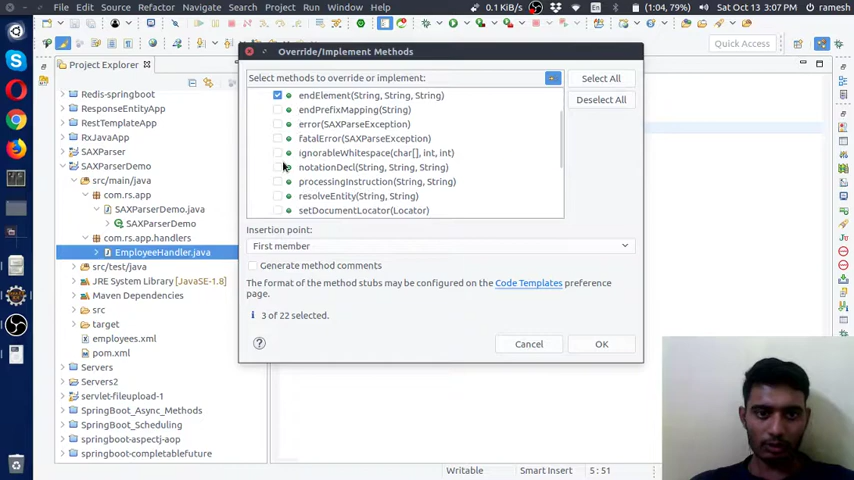 File Edit Source Refactor Navigate Search Project Run Window Help
0.1 KiB/s En (1:04, 79%) Sat Oct 13 3:07 PM ramesh
Quick Access
Project Explorer
Redis-springboot
ResponseEntityApp
RestTemplateApp
RxJavaApp
SAXParser
SAXParserDemo
src/main/java
com.rs.app
SAXParserDemo.java
SAXParserDemo
com.rs.app.handlers
EmployeeHandler.java
src/test/java
JRE System Library [JavaSE-1.8]
Maven Dependencies
src
target
employees.xml
pom.xml
Servers
Servers2
servlet-fileupload-1
SpringBoot_Async_Methods
SpringBoot_Scheduling
springboot-aspectj-aop
springboot-completablefuture
Override/Implement Methods
Select methods to override or implement:
Select All
Deselect All
endElement(String, String, String)
endPrefixMapping(String)
error(SAXParseException)
fatalError(SAXParseException)
ignorableWhitespace(char[], int, int)
notationDecl(String, String, String)
processingInstruction(String, String)
resolveEntity(String, String)
setDocumentLocator(Locator)
Insertion point:
First member
Generate method comments
The format of the method stubs may be configured on the Code Templates preference
page.
3 of 22 selected.
Cancel OK
Writable Smart Insert 5 : 51